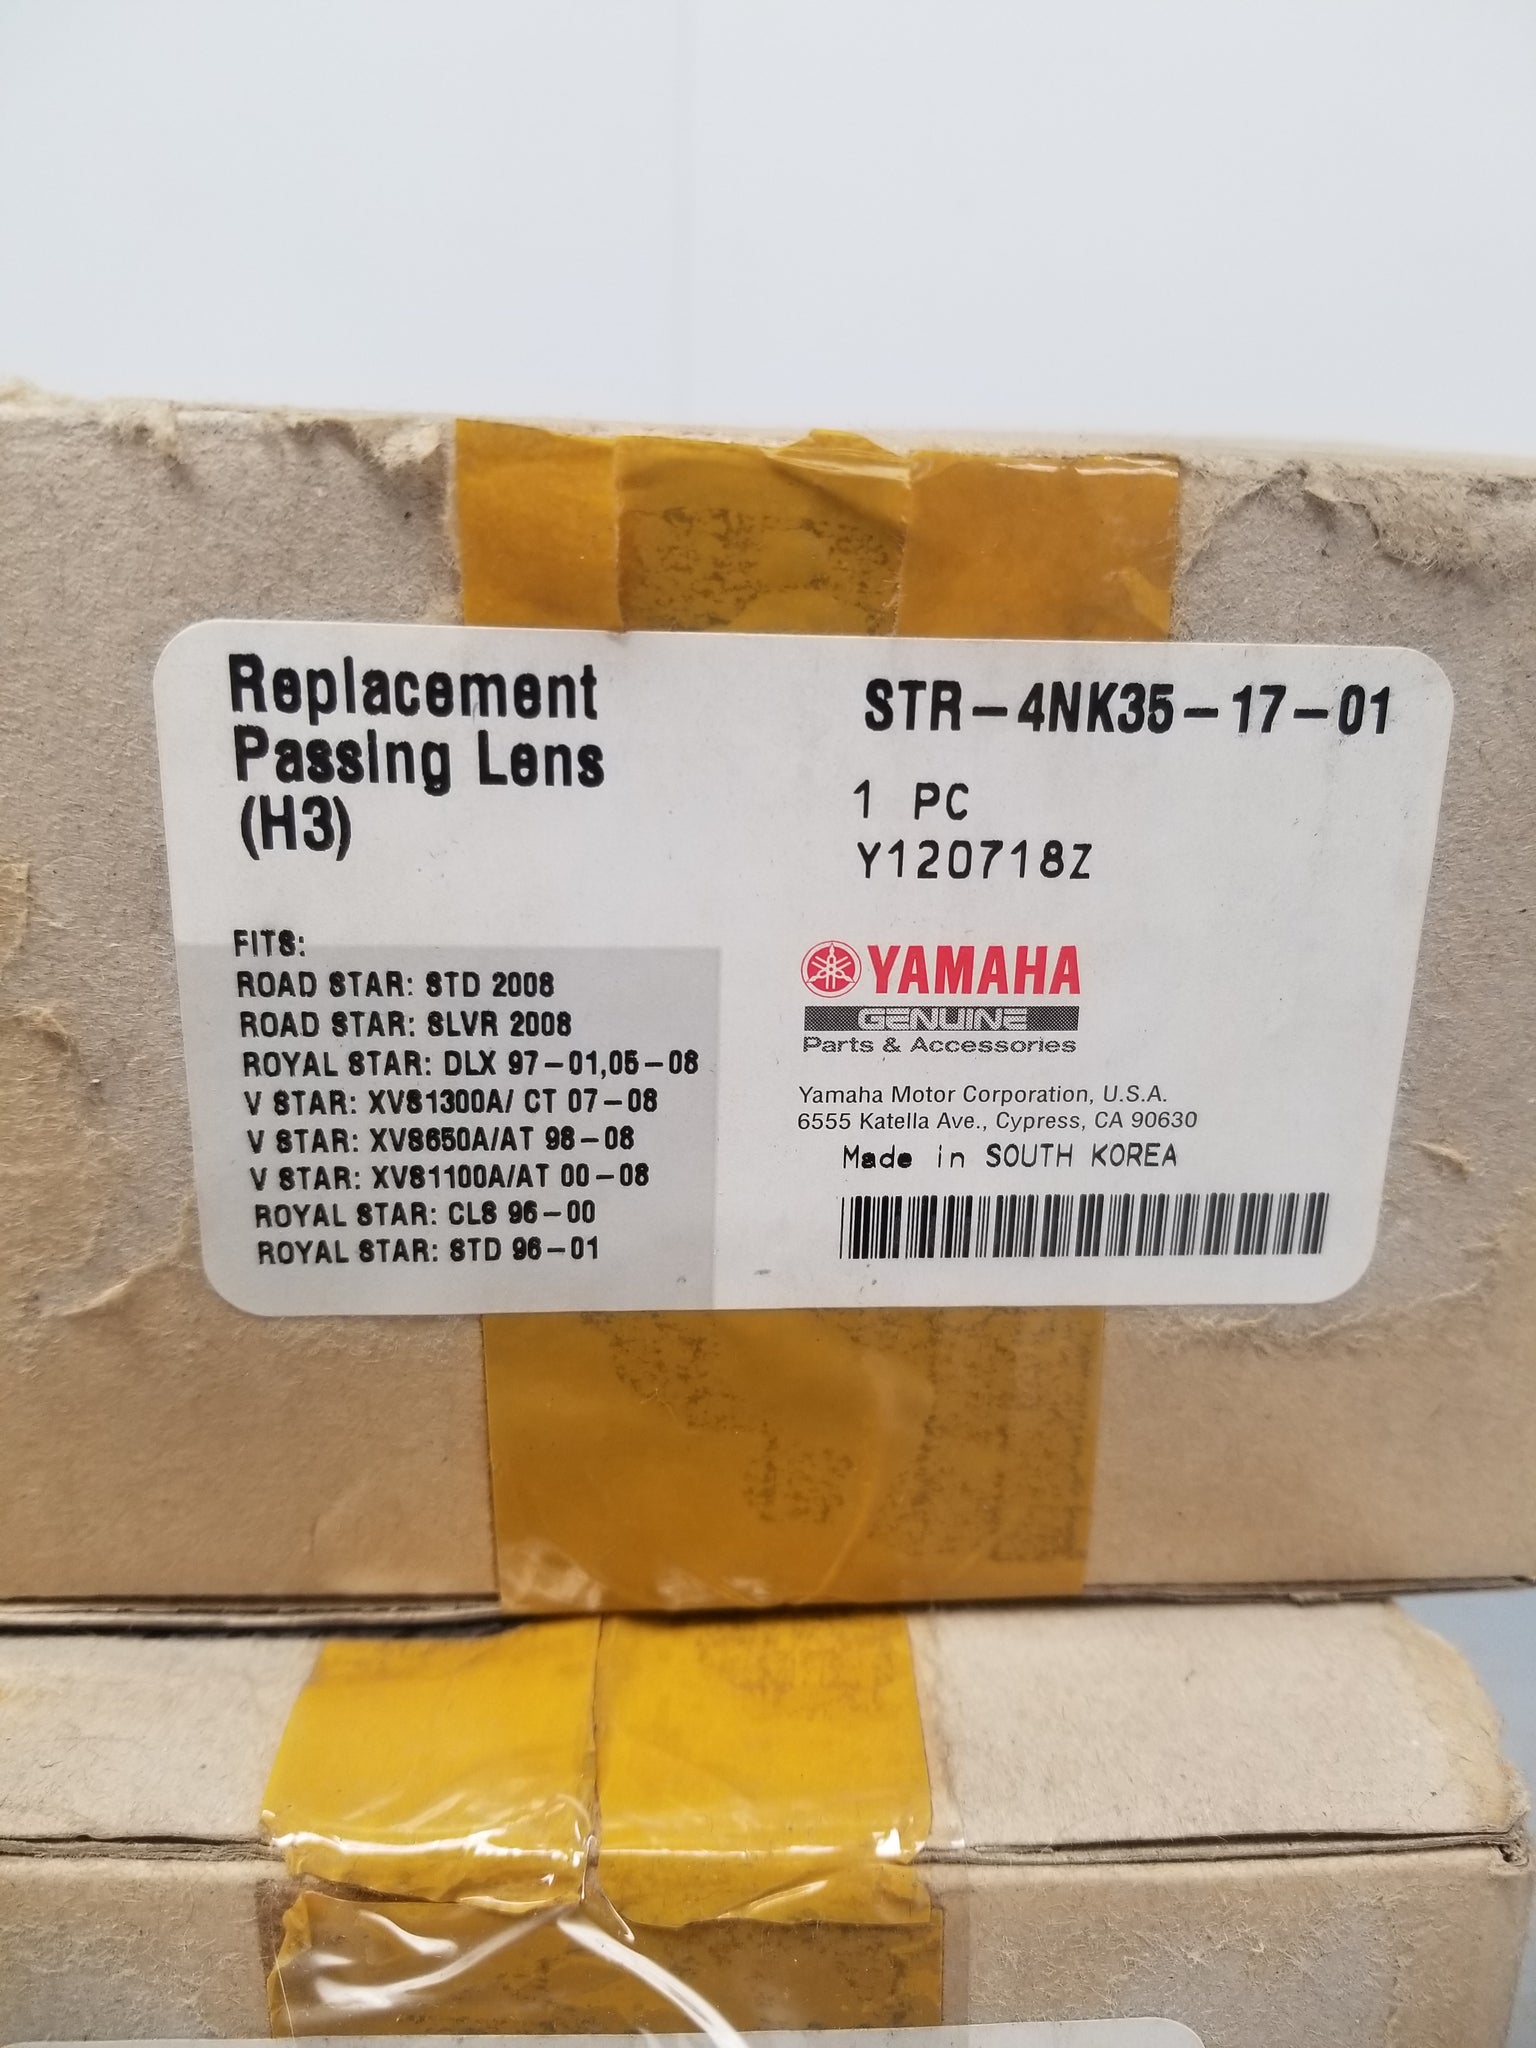 Replacement
Passing Lens
(H3)
STR-4NK35-17-01
1 PC
Y120718Z
FITS:
ROAD STAR: STD 2008
ROAD STAR: SLVR 2008
ROYAL STAR: DLX 97-01,05-08
V STAR: XVS1300A/ CT 07-08
V STAR: XVS650A/AT 98-08
V STAR: XVS1100A/AT 00-08
ROYAL STAR: CLS 96-00
ROYAL STAR: STD 96-01
YAMAHA
GENUINE
Parts & Accessories
Yamaha Motor Corporation, U.S.A.
6555 Katella Ave., Cypress, CA 90630
Made in SOUTH KOREA